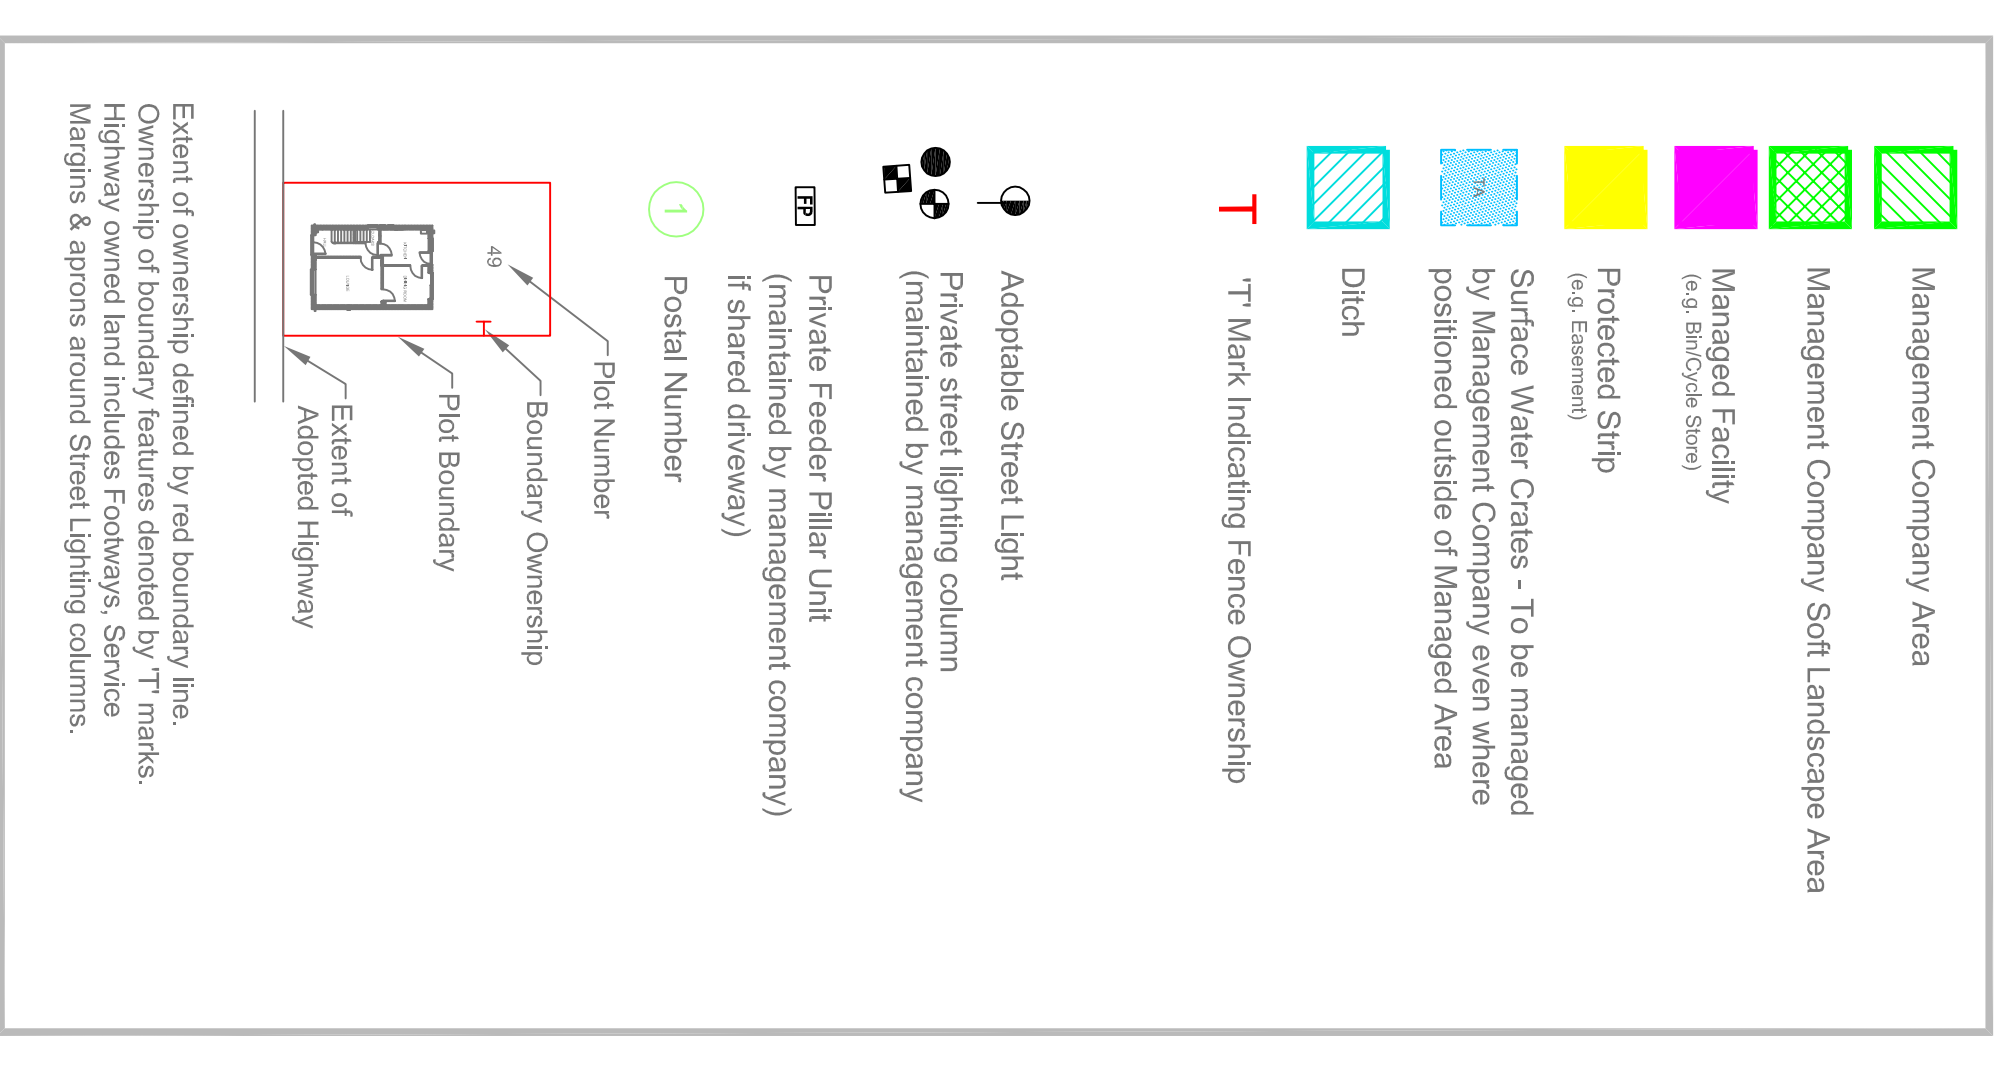 Management Company Area
Management Company Soft Landscape Area
Managed Facility
(e.g. Bin/Cycle Store)
Protected Strip
(e.g. Easement)
TA
Surface Water Crates - To be managed
by Management Company even where
positioned outside of Managed Area
Ditch
'T' Mark Indicating Fence Ownership
Adoptable Street Light
Private street lighting column
(maintained by management company
FP
Private Feeder Pillar Unit
(maintained by management company)
if shared driveway)
1
Postal Number
Plot Number
49
Boundary Ownership
Plot Boundary
KITCHEN
DINING ROOM
LOUNGE
Extent of
Adopted Highway
Extent of ownership defined by red boundary line.
Ownership of boundary features denoted by 'T' marks.
Highway owned land includes Footways, Service
Margins & aprons around Street Lighting columns.